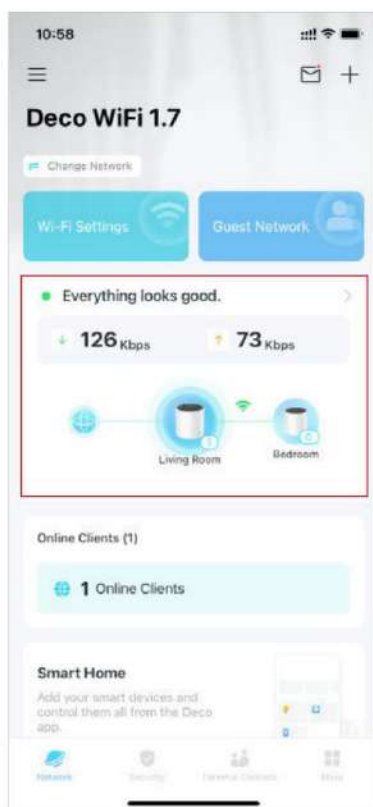 10:58
Deco WiFi 1.7
Change Network
Wi-Fi Settings
Guest Network
Everything looks good.
126 Kbps
73 Kbps
Living Room
Bedroom
Online Clients (1)
1 Online Clients
Smart Home
Add your smart devices and
control them all from the Deco
app.
Network
Security
More